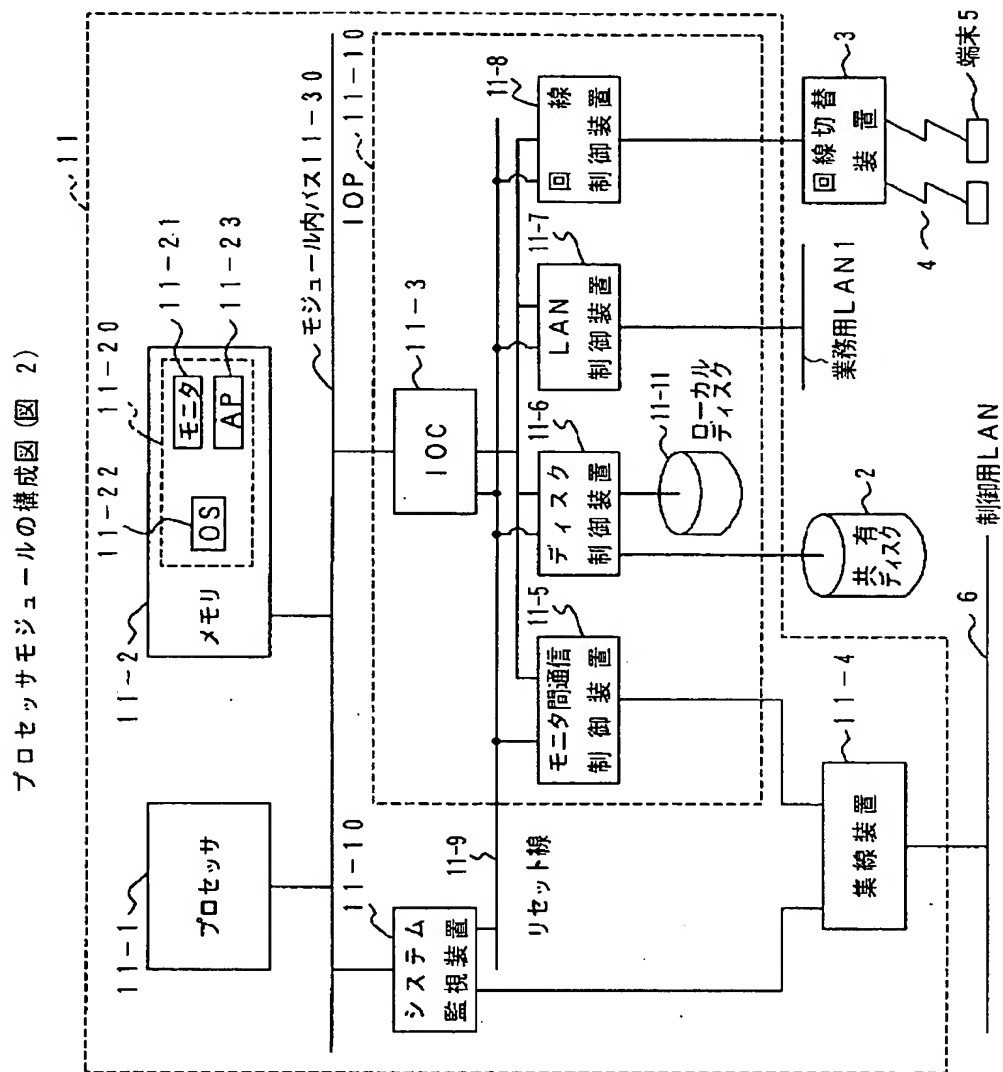 プロセッサモジュールの構成図(図 2)
11
11-1
プロセッサ
11-2
メモリ
11-22
OS
11-20
モニタ
11-21
AP
11-23
モジュール内バス11-30
IOP
11-10
11-10
システム
監視装置
11-9
リセット線
11-3
IOC
11-5
モニタ間通信
制御装置
11-6
ディスク
制御装置
11-7
LAN
制御装置
11-8
回線
制御装置
11-11
ローカル
ディスク
2
共有
ディスク
業務用LAN1
3
回線切替
装置
4
端末5
11-4
集線装置
6
制御用LAN